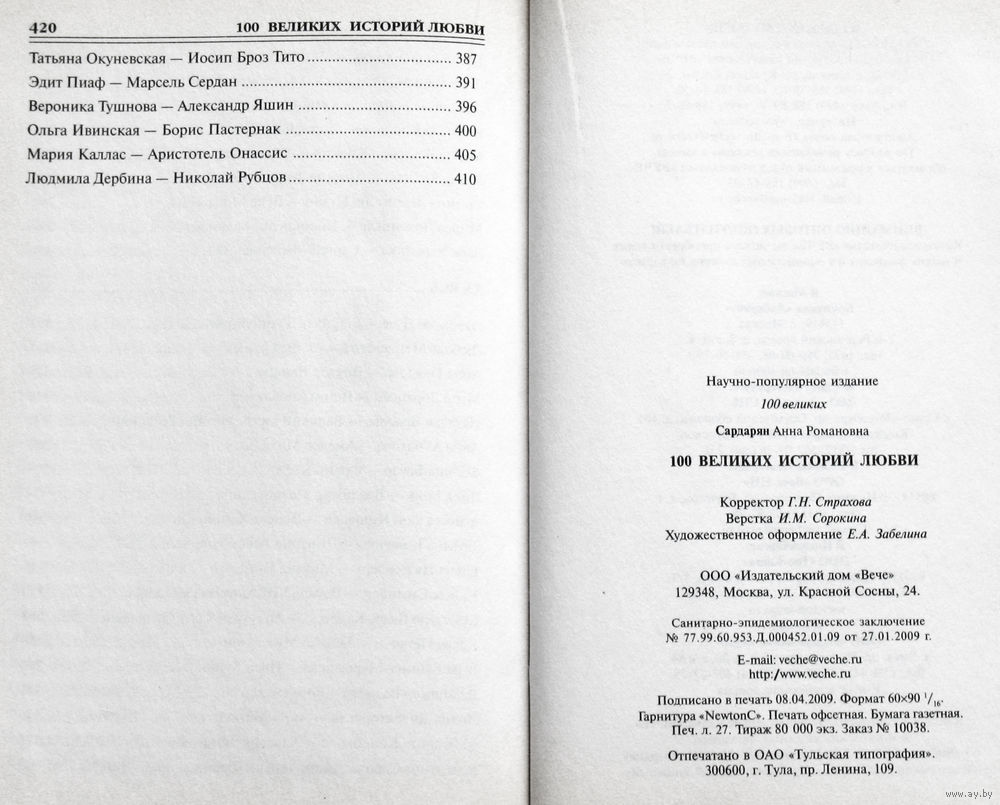 420 100 ВЕЛИКИХ ИСТОРИЙ ЛЮБВИ
Татьяна Окуневская — Иосип Броз Тито 387
Эдит Пиаф — Марсель Сердан 391
Вероника Тушнова — Александр Яшин 396
Ольга Ивинская — Борис Пастернак 400
Мария Каллас — Аристотель Онассис 405
Людмила Дербина — Николай Рубцов 410
Научно-популярное издание
100 великих
Сардарян Анна Романовна
100 ВЕЛИКИХ ИСТОРИЙ ЛЮБВИ
Корректор Г.Н. Страхова
Верстка И.М. Сорокина
Художественное оформление Е.А. Забелина
ООО «Издательский дом «Вече»
129348, Москва, ул. Красной Сосны, 24.
Санитарно-эпидемиологическое заключение
№ 77.99.60.953.Д.000452.01.09 от 27.01.2009 г.
E-mail: veche@veche.ru
http://www.veche.ru
Подписано в печать 08.04.2009. Формат 60×90 1/16.
Гарнитура «NewtonC». Печать офсетная. Бумага газетная.
Печ. л. 27. Тираж 80 000 экз. Заказ № 10038.
Отпечатано в ОАО «Тульская типография».
300600, г. Тула, пр. Ленина, 109.
www.ay.by